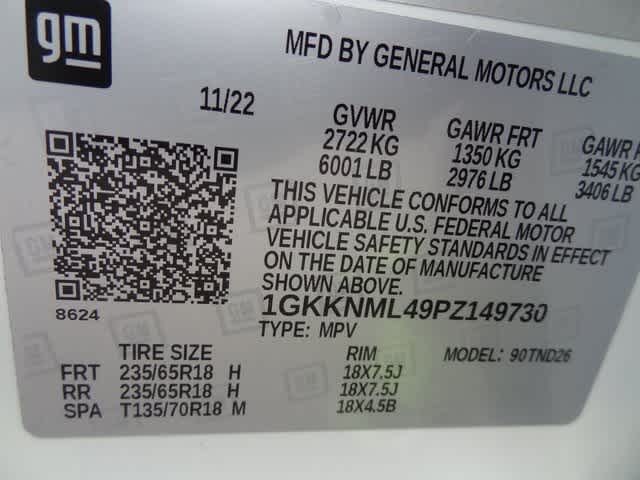 gm
MFD BY GENERAL MOTORS LLC
11/22
GVWR
2722 KG
6001 LB
GAWR FRT
1350 KG
2976 LB
GAWR
1545 KG
3406 LB
THIS VEHICLE CONFORMS TO ALL
APPLICABLE U.S. FEDERAL MOTOR
VEHICLE SAFETY STANDARDS IN EFFECT
ON THE DATE OF MANUFACTURE
SHOWN ABOVE.
8624
1GKKNML49PZ149730
TYPE: MPV
TIRE SIZE RIM MODEL: 90TND26
FRT 235/65R18 H 18X7.5J
RR 235/65R18 H 18X7.5J
SPA T135/70R18 M 18X4.5B